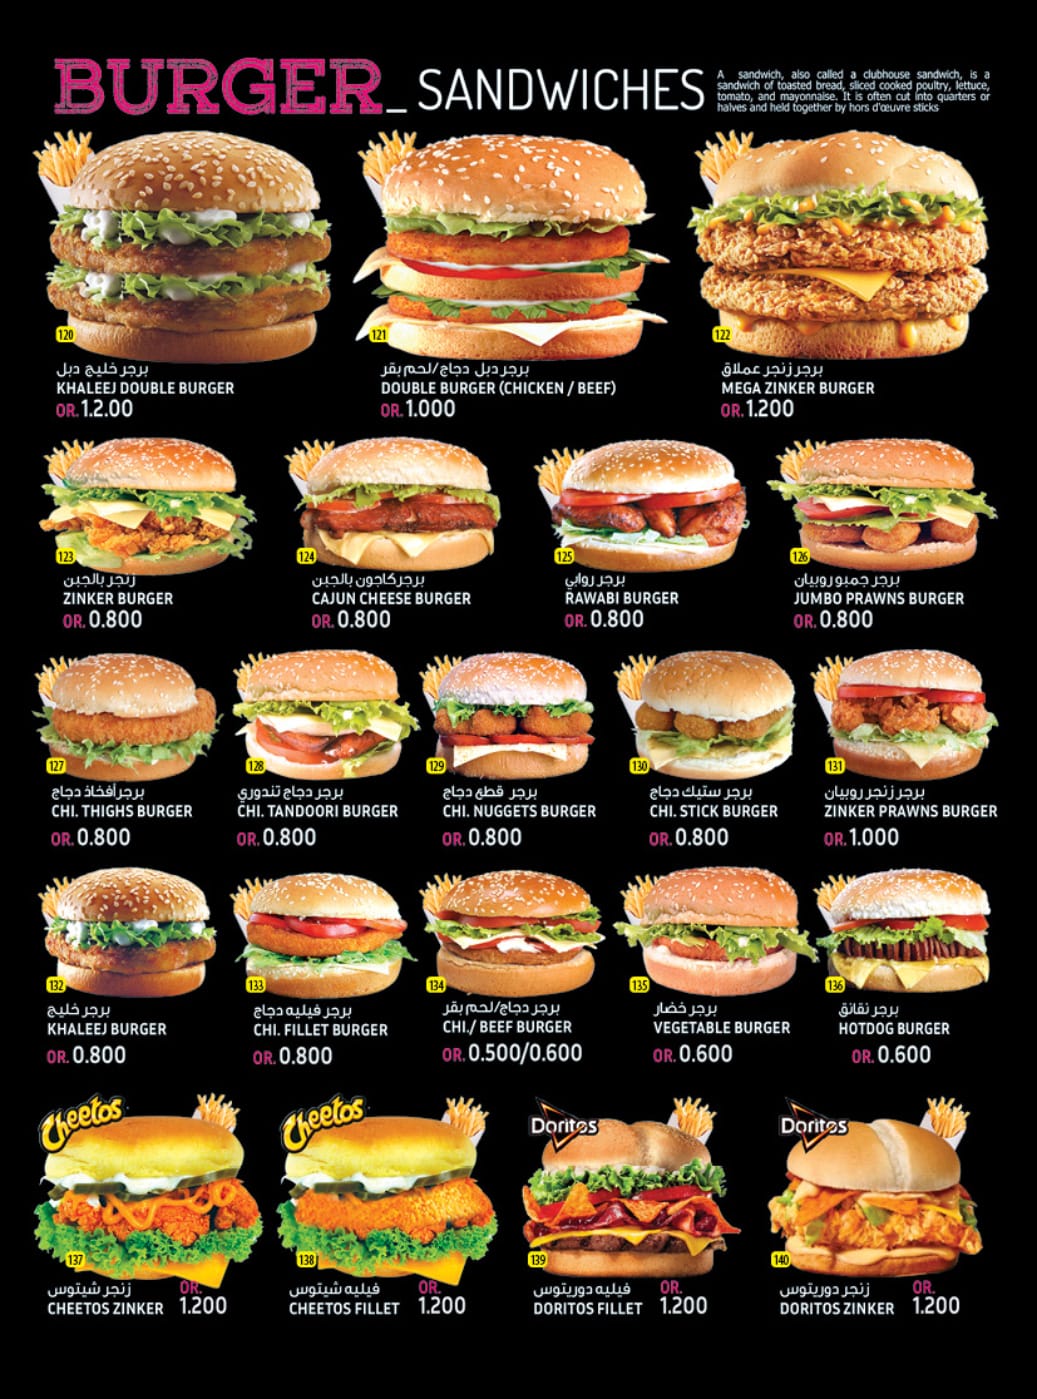 BURGER_ SANDWICHES
A sandwich, also called a clubhouse sandwich, is a
sandwich of toasted bread, sliced cooked poultry, lettuce,
tomato, and mayonnaise. It is often cut into quarters or
halves and held together by hors d'œuvre sticks
120
برجر خليج دبل
KHALEEJ DOUBLE BURGER
OR. 1.2.00
121
برجر دبل دجاج/لحم بقر
DOUBLE BURGER (CHICKEN / BEEF)
OR. 1.000
122
برجر زنجر عملاق
MEGA ZINKER BURGER
OR. 1.200
123
زنجر بالجبن
ZINKER BURGER
OR. 0.800
124
برجركاجون بالجبن
CAJUN CHEESE BURGER
OR. 0.800
125
برجر روابي
RAWABI BURGER
OR. 0.800
126
برجر جمبو روبيان
JUMBO PRAWNS BURGER
OR. 0.800
127
برجرأفخاذ دجاج
CHI. THIGHS BURGER
OR. 0.800
128
برجر دجاج تندوري
CHI. TANDOORI BURGER
OR. 0.800
129
برجر قطع دجاج
CHI. NUGGETS BURGER
OR. 0.800
130
برجر ستيك دجاج
CHI. STICK BURGER
OR. 0.800
131
برجر زنجر روبيان
ZINKER PRAWNS BURGER
OR. 1.000
132
برجر خليج
KHALEEJ BURGER
OR. 0.800
133
برجر فيليه دجاج
CHI. FILLET BURGER
OR. 0.800
134
برجر دجاج/لحم بقر
CHI./ BEEF BURGER
OR. 0.500/0.600
135
برجر خضار
VEGETABLE BURGER
OR. 0.600
136
برجر نقانق
HOTDOG BURGER
OR. 0.600
Cheetos
137
زنجر شيتوس
CHEETOS ZINKER
OR.
1.200
Cheetos
138
فيليه شيتوس
CHEETOS FILLET
OR.
1.200
Doritos
139
فيليه دوريتوس
DORITOS FILLET
OR.
1.200
Doritos
140
زنجر دوريتوس
DORITOS ZINKER
OR.
1.200